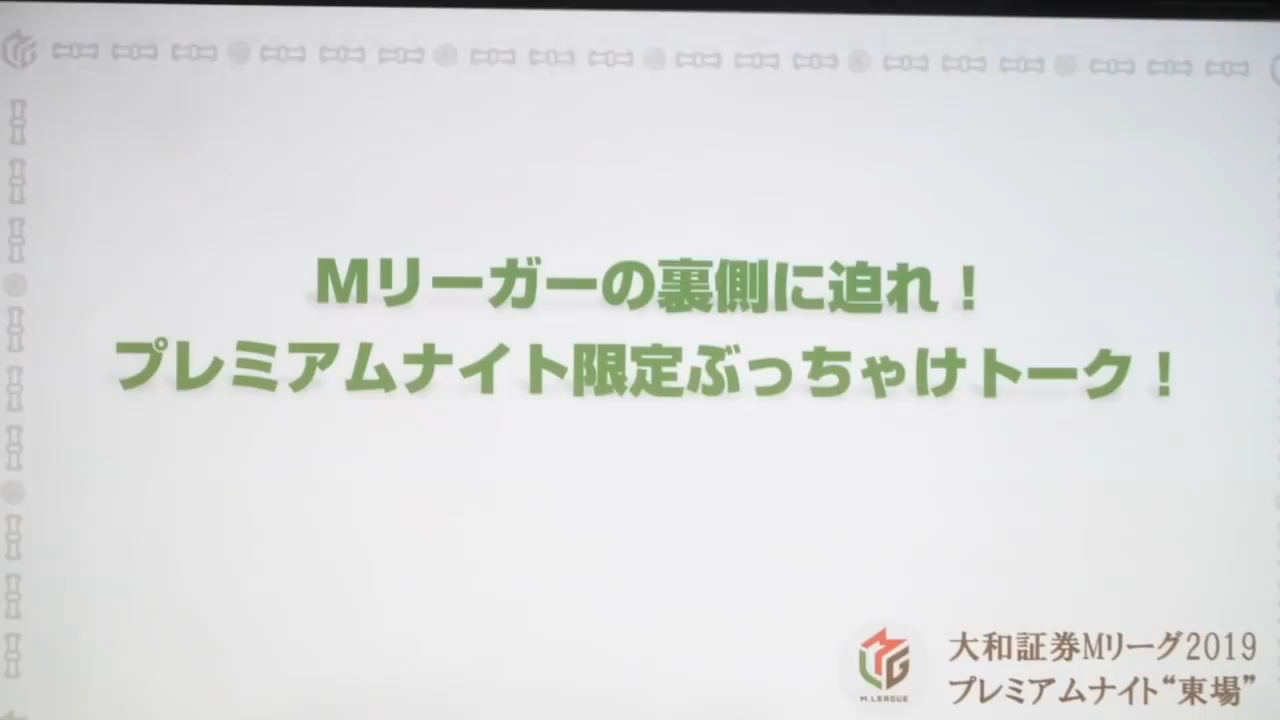 Mリーガーの裏側に迫れ！
プレミアムナイト限定ぶっちゃけトーク！
M.LEAGUE
大和証券Mリーグ2019
プレミアムナイト“東場”